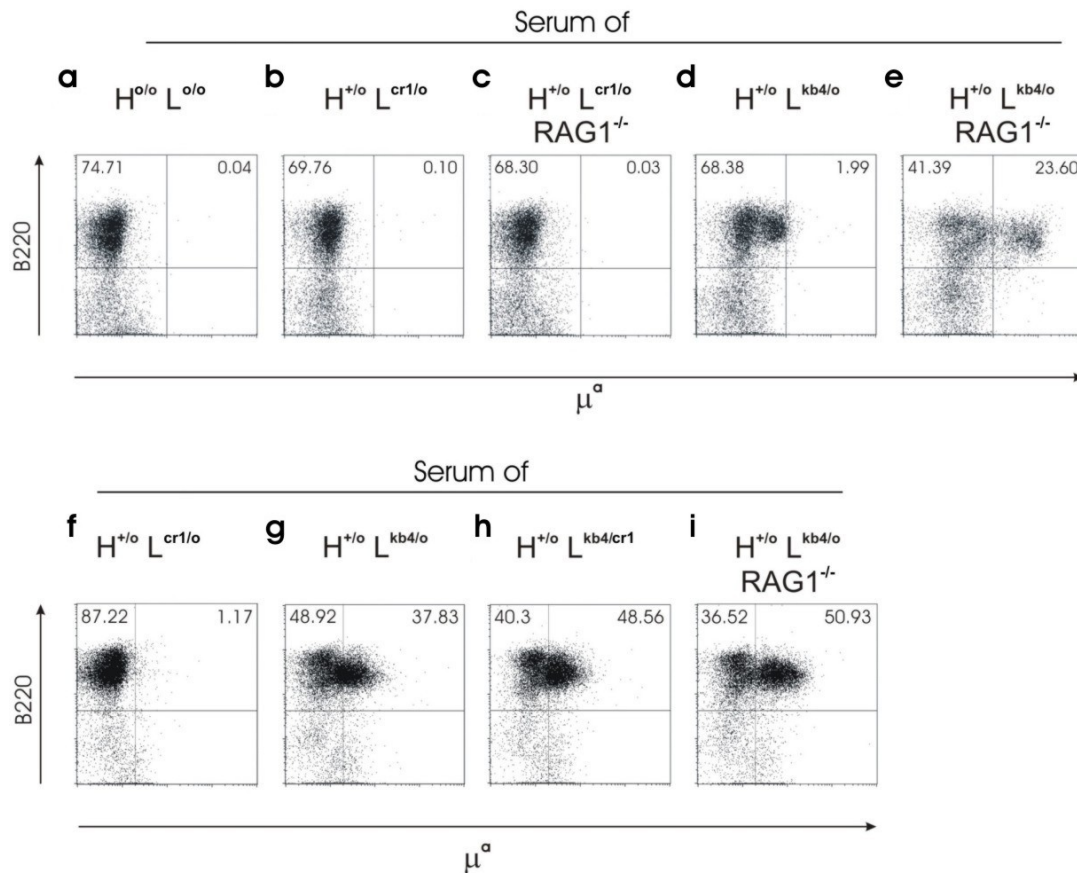 Serum of
a b c d e
H^o/o L^o/o H^+/o L^cr1/o H^+/o L^cr1/o H^+/o L^kb4/o H^+/o L^kb4/o
RAG1^-/- RAG1^-/-
74.71 0.04 69.76 0.10 68.30 0.03 68.38 1.99 41.39 23.60
B220
μ^a
Serum of
f g h i
H^+/o L^cr1/o H^+/o L^kb4/o H^+/o L^kb4/cr1 H^+/o L^kb4/o
RAG1^-/-
87.22 1.17 48.92 37.83 40.3 48.56 36.52 50.93
B220
μ^a